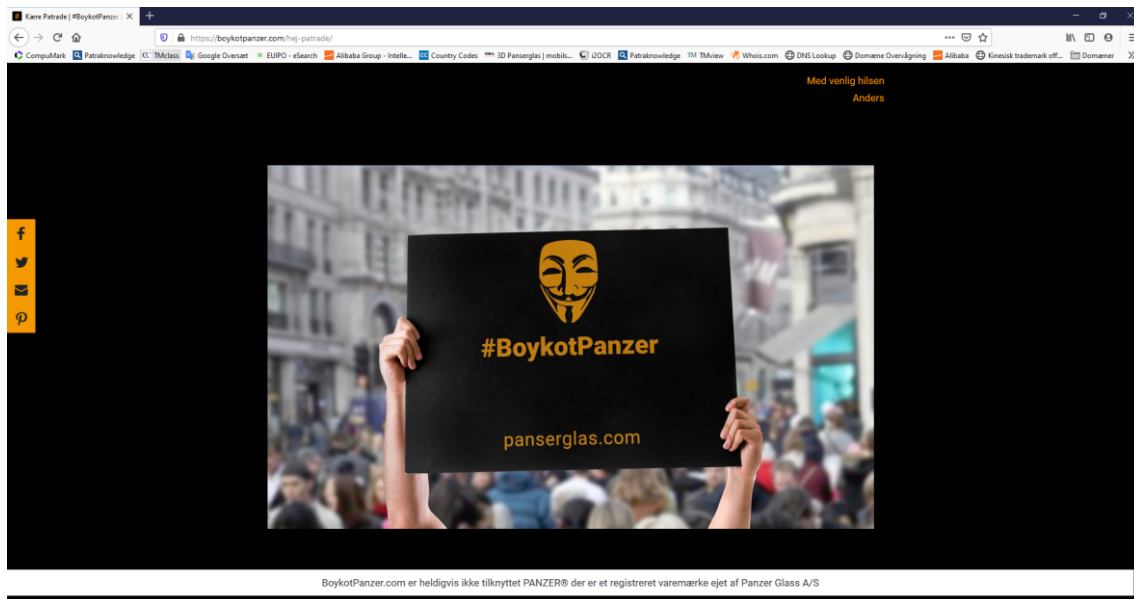 Kære Patrade | #BoykotPanzer
https://boykotpanzer.com/hej-patrade/
CompuMark Patraknowledge TMclass Google Oversæt EUIPO - eSearch Alibaba Group - Intelle... Country Codes 3D Panserglas | mobils... i2OCR Patraknowledge TM TMview Whois.com DNS Lookup Domæne Overvågning Alibaba Kinesisk trademark off... Domæner
Med venlig hilsen
Anders
#BoykotPanzer
panserglas.com
BoykotPanzer.com er heldigvis ikke tilknyttet PANZER® der er et registreret varemærke ejet af Panzer Glass A/S